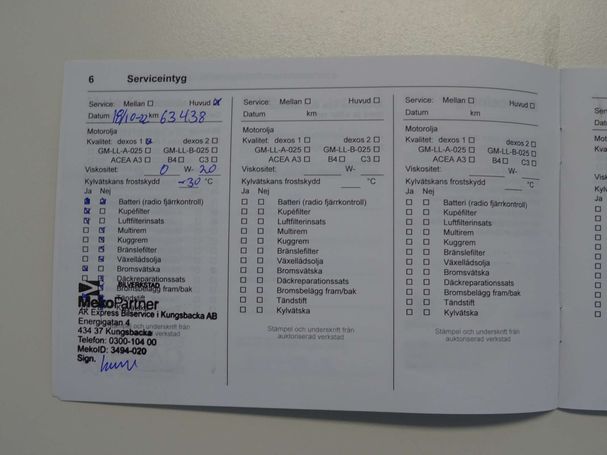 6 Serviceintyg
Service: Mellan Huvud
Datum 18/10-22 km 63438
Motorolja
Kvalitet: dexos 1 dexos 2
GM-LL-A-025 GM-LL-B-025
ACEA A3 B4 C3
Viskositet: 0 W- 20
Kylvätskans frostskydd -30 °C
Ja Nej
Batteri (radio fjärrkontroll)
Kupéfilter
Luftfilterinsats
Multirem
Kuggrem
Bränslefilter
Växellådsolja
Bromsvätska
Däckreparationssats
Bromsbelägg fram/bak
Tändstift
BILVERKSTAD
MekoPartner
AK Express Bilservice i Kungsbacka AB
Energigatan 4
434 37 Kungsbacka
Telefon: 0300-104 00
MekoID: 3494-020
Sign.
och underskrift från
verkstad
Service: Mellan Huvud
Datum km
Motorolja
Kvalitet: dexos 1 dexos 2
GM-LL-A-025 GM-LL-B-025
ACEA A3 B4 C3
Viskositet: W-
Kylvätskans frostskydd °C
Ja Nej
Batteri (radio fjärrkontroll)
Kupéfilter
Luftfilterinsats
Multirem
Kuggrem
Bränslefilter
Växellådsolja
Bromsvätska
Däckreparationssats
Bromsbelägg fram/bak
Tändstift
Kylvätska
Stämpel och underskrift från
auktoriserad verkstad
Service: Mellan Huvud
Datum km
Motorolja
Kvalitet: dexos 1 dexos 2
GM-LL-A-025 GM-LL-B-025
ACEA A3 B4 C3
Viskositet: W-
Kylvätskans frostskydd °C
Ja Nej
Batteri (radio fjärrkontroll)
Kupéfilter
Luftfilterinsats
Multirem
Kuggrem
Bränslefilter
Växellådsolja
Bromsvätska
Däckreparationssats
Bromsbelägg fram/bak
Tändstift
Kylvätska
Stämpel och underskrift från
auktoriserad verkstad